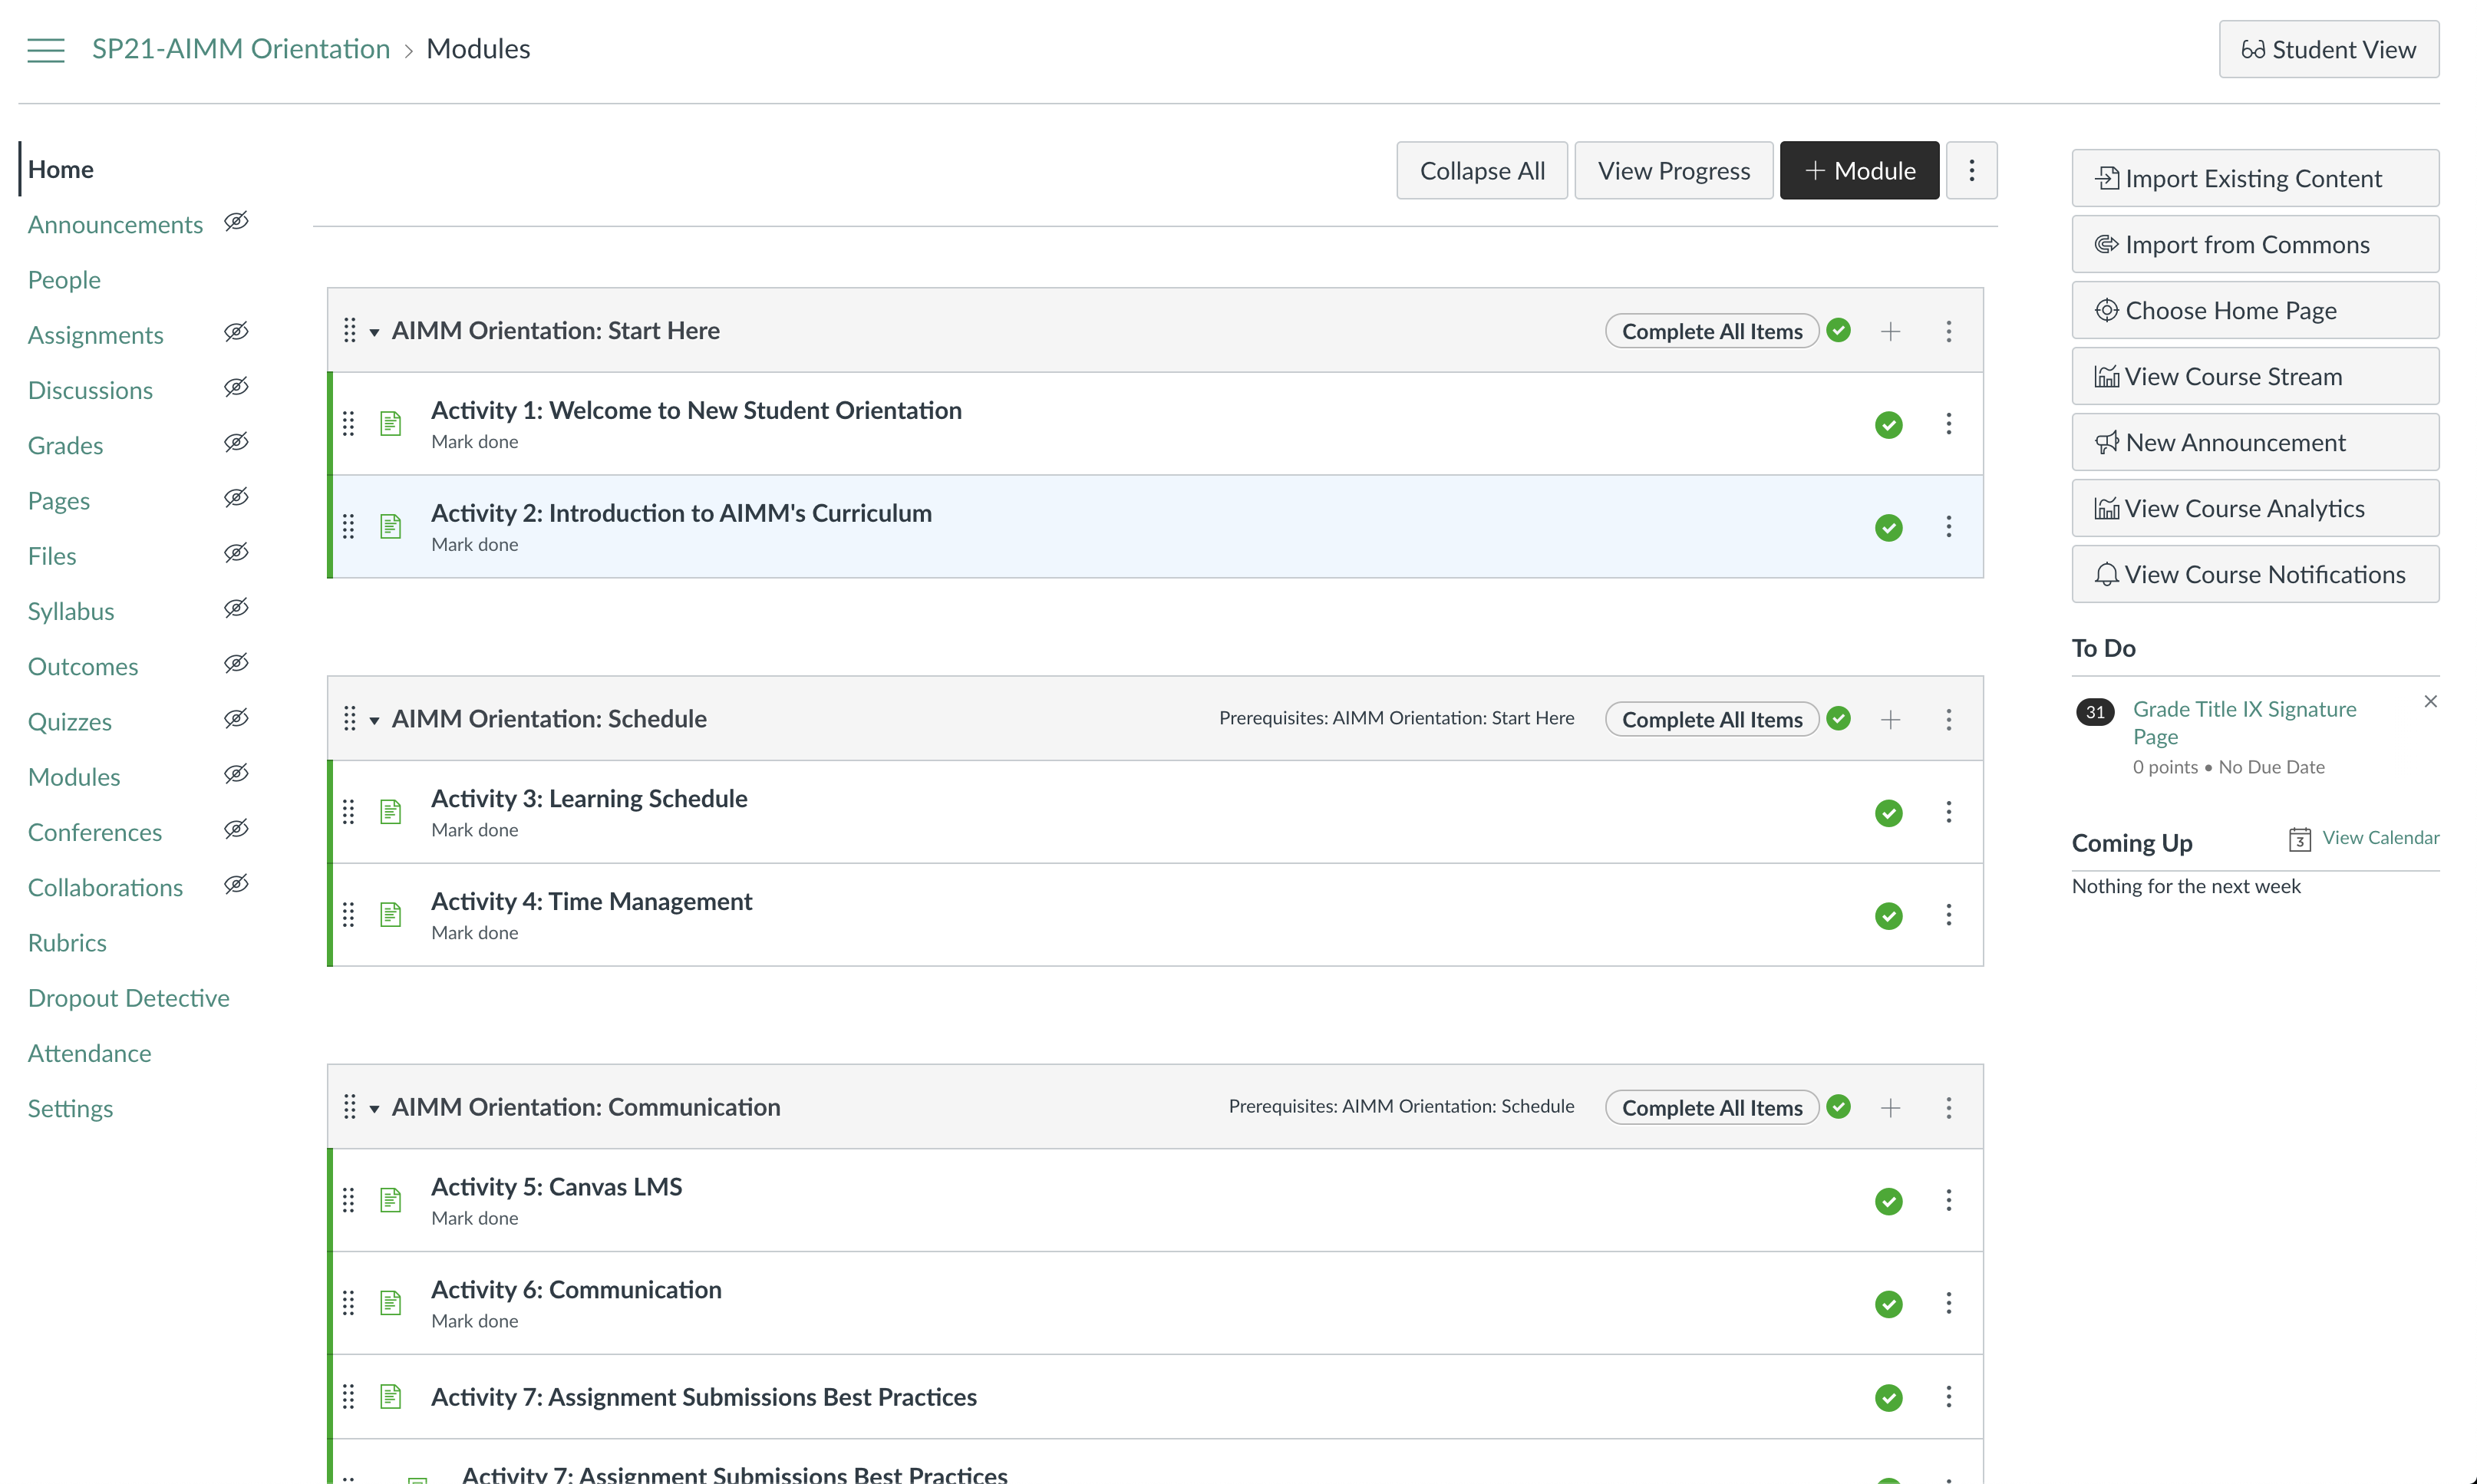 SP21-AIMM Orientation > Modules
Student View
Home
Announcements
People
Assignments
Discussions
Grades
Pages
Files
Syllabus
Outcomes
Quizzes
Modules
Conferences
Collaborations
Rubrics
Dropout Detective
Attendance
Settings
Collapse All
View Progress
+ Module
AIMM Orientation: Start Here
Complete All Items
Activity 1: Welcome to New Student Orientation
Mark done
Activity 2: Introduction to AIMM's Curriculum
Mark done
AIMM Orientation: Schedule
Prerequisites: AIMM Orientation: Start Here
Complete All Items
Activity 3: Learning Schedule
Mark done
Activity 4: Time Management
Mark done
AIMM Orientation: Communication
Prerequisites: AIMM Orientation: Schedule
Complete All Items
Activity 5: Canvas LMS
Mark done
Activity 6: Communication
Mark done
Activity 7: Assignment Submissions Best Practices
Activity 7: Assignment Submissions Best Practices
Import Existing Content
Import from Commons
Choose Home Page
View Course Stream
New Announcement
View Course Analytics
View Course Notifications
To Do
31
Grade Title IX Signature
Page
0 points • No Due Date
Coming Up
3
View Calendar
Nothing for the next week